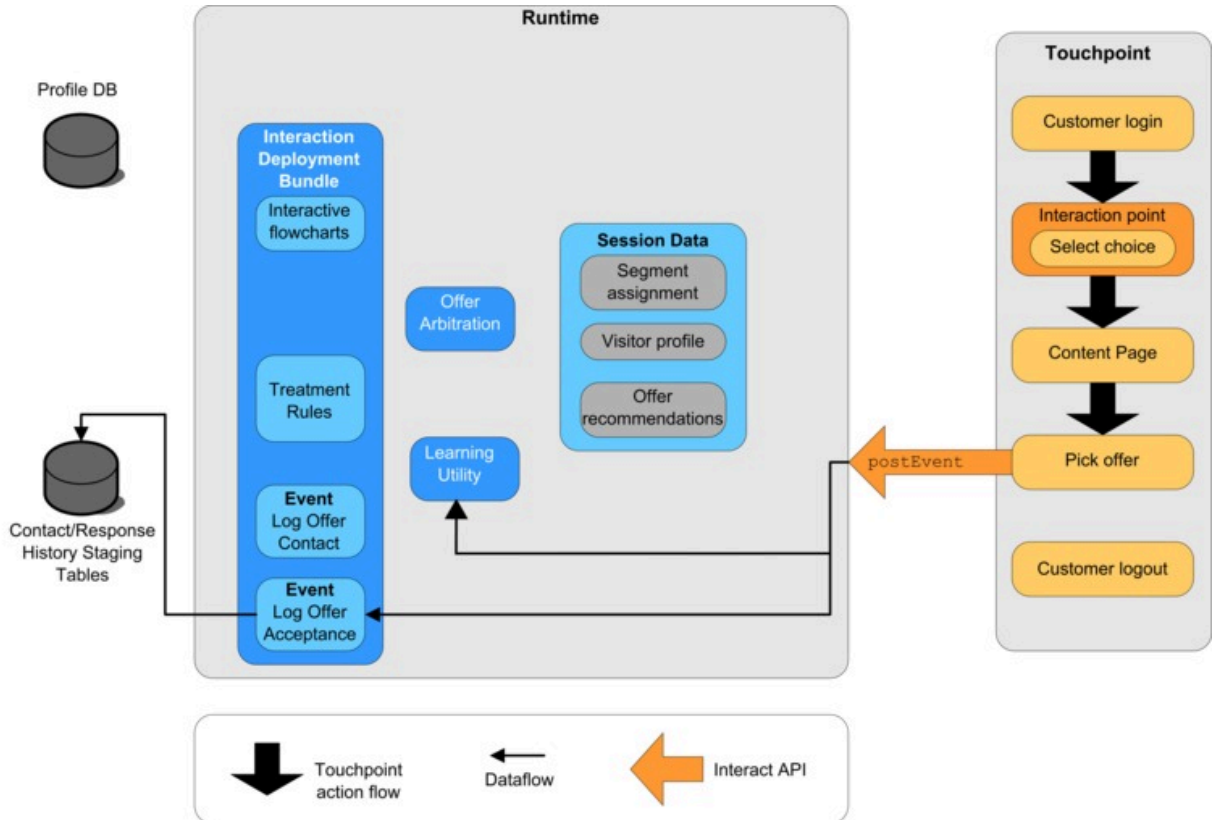 Runtime
Touchpoint
Profile DB
Customer login
Interaction
Deployment
Bundle
Interactive
flowcharts
Interaction point
Select choice
Session Data
Segment
assignment
Offer
Arbitration
Visitor profile
Content Page
Treatment
Rules
Offer
recommendations
Learning
Utility
postEvent
Pick offer
Event
Log Offer
Contact
Contact/Response
History Staging
Tables
Customer logout
Event
Log Offer
Acceptance
Touchpoint
action flow
Dataflow
Interact API